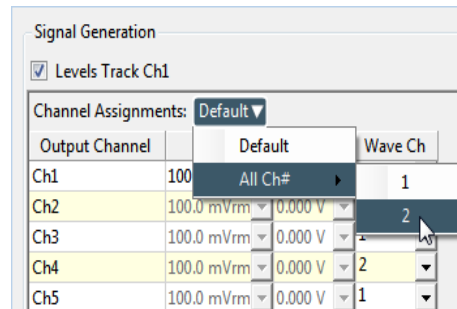 Signal Generation
Levels Track Ch1
Channel Assignments: Default▼
Output Channel Default Wave Ch
Ch1 100 All Ch# 1
Ch2 100.0 mVrm 0.000 V 2
Ch3 100.0 mVrm 0.000 V
Ch4 100.0 mVrm 0.000 V 2
Ch5 100.0 mVrm 0.000 V 1